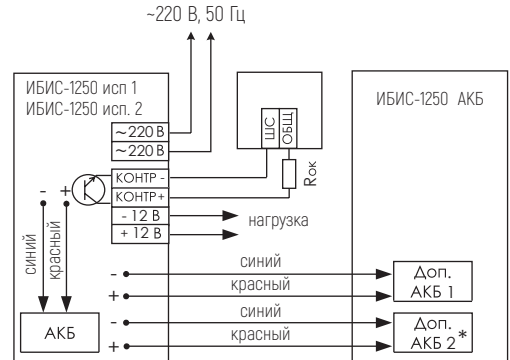 ~220 В, 50 Гц
ИБИС-1250 исп 1
ИБИС-1250 исп. 2
ИБИС-1250 АКБ
ШС
ОБЩ
Rок
~220 В
~220 В
КОНТР -
КОНТР+
- 12 В
+ 12 В
нагрузка
- +
синий
красный
АКБ
- синий
+ красный
Доп.
АКБ 1
- синий
+ красный
Доп.
АКБ 2*